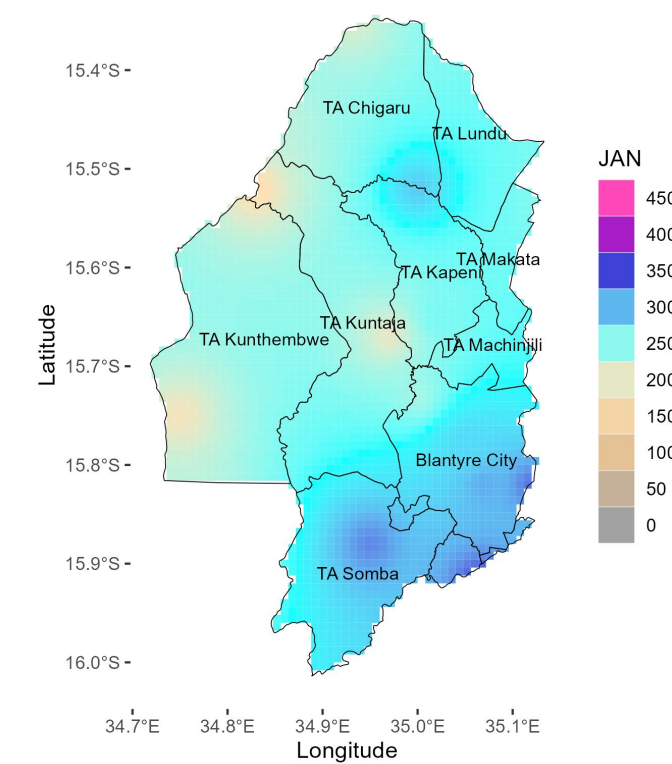 JAN
450
400
350
300
250
200
150
100
50
0
Latitude
15.4°S
15.5°S
15.6°S
15.7°S
15.8°S
15.9°S
16.0°S
TA Chigaru
TA Lundu
TA Makata
TA Kapeni
TA Kuntaja
TA Kunthembwe
TA Machinjili
Blantyre City
TA Somba
34.7°E
34.8°E
34.9°E
35.0°E
35.1°E
Longitude